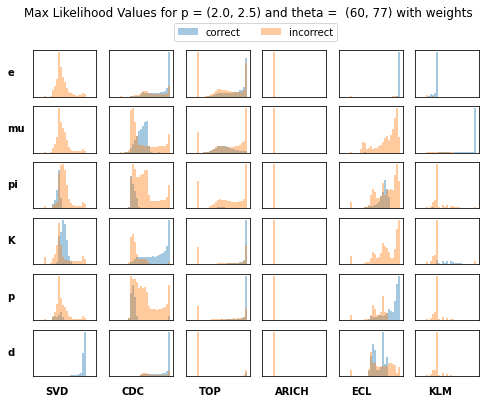 Max Likelihood Values for p = (2.0, 2.5) and theta =  (60, 77) with weights
correct incorrect
e
mu
pi
K
p
d
SVD CDC TOP ARICH ECL KLM